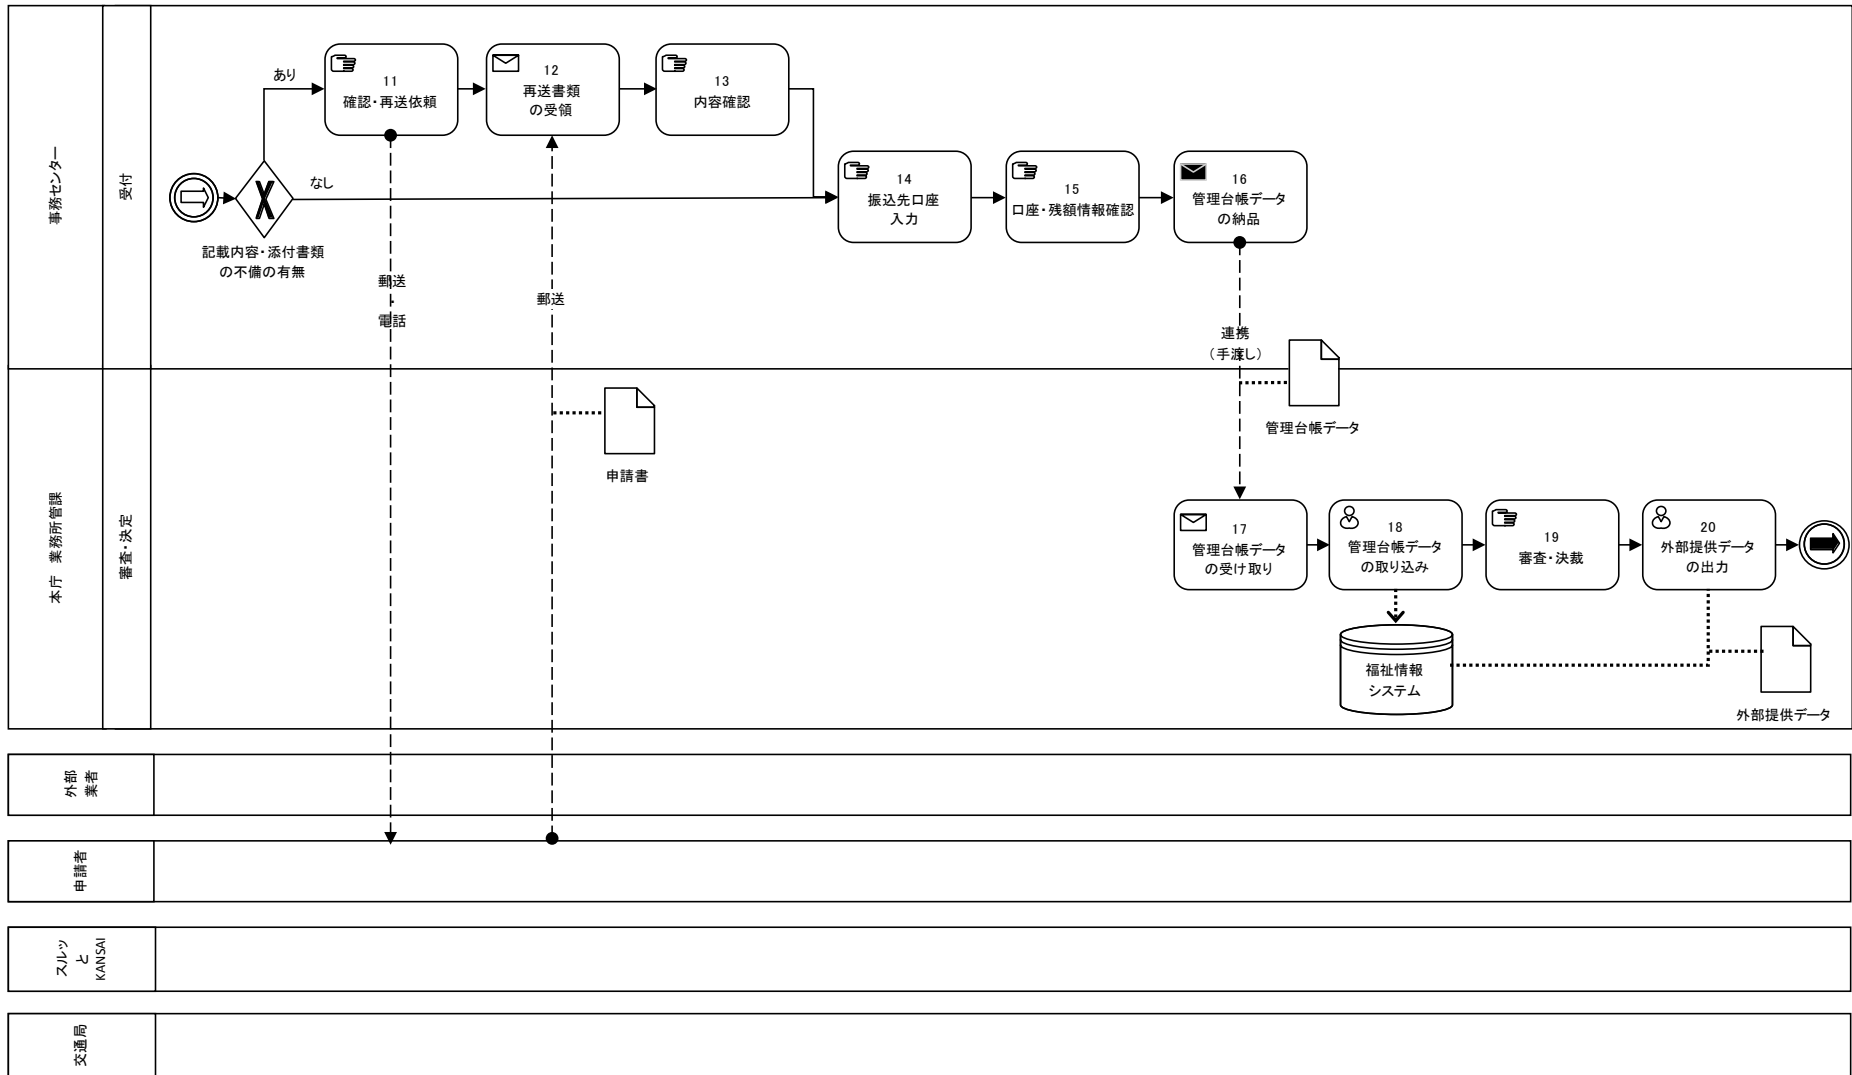 事務センター
受付
あり
11
確認・再送依頼
12
再送書類
の受領
13
内容確認
なし
記載内容・添付書類
の不備の有無
14
振込先口座
入力
15
口座・残額情報確認
16
管理台帳データ
の納品
郵送
・
電話
郵送
連携
（手渡し）
管理台帳データ
申請書
本庁 業務所管課
審査・決定
17
管理台帳データ
の受け取り
18
管理台帳データ
の取り込み
19
審査・決裁
20
外部提供データ
の出力
福祉情報
システム
外部提供データ
外部
業者
申請者
スルッ
と
KANSAI
交通局